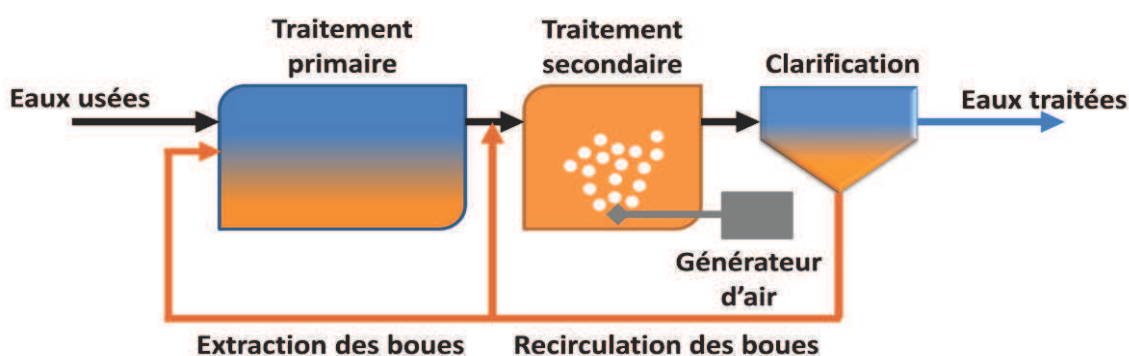 Traitement
primaire
Traitement
secondaire
Clarification
Eaux usées
Eaux traitées
Générateur
d'air
Extraction des boues
Recirculation des boues